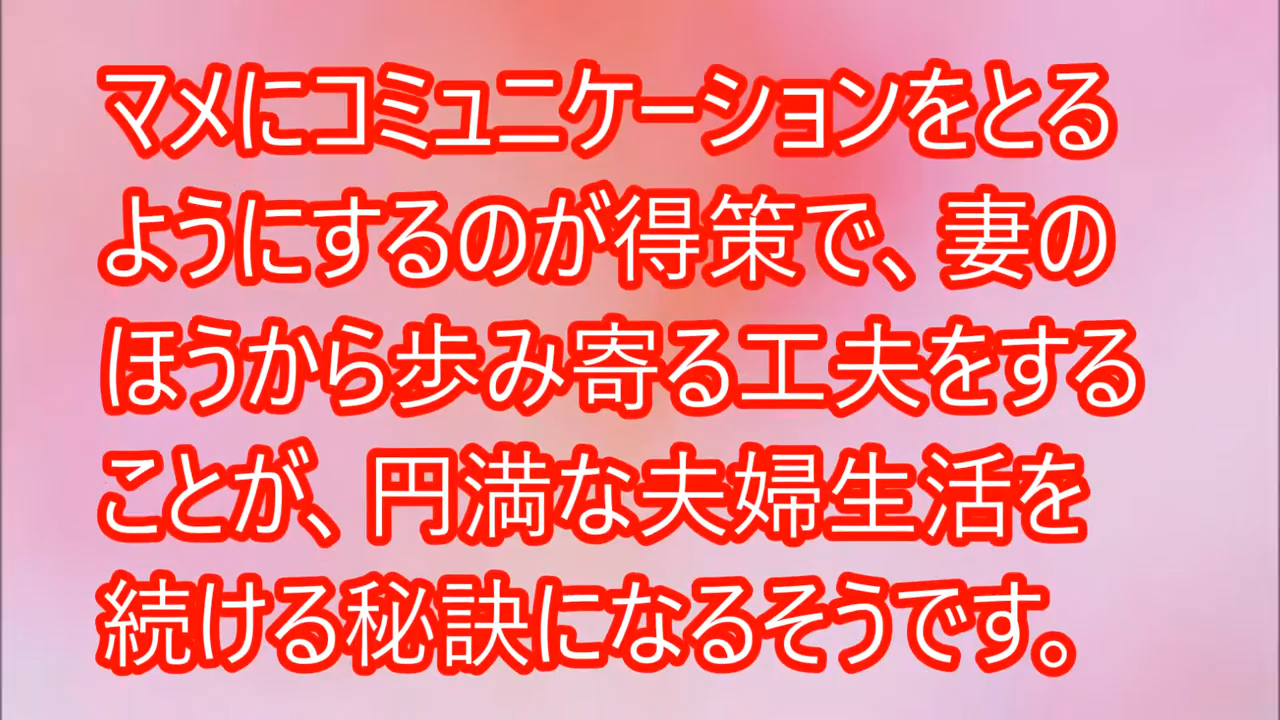 マメにコミュニケーションをとる
ようにするのが得策で、妻の
ほうから歩み寄る工夫をする
ことが、円満な夫婦生活を
続ける秘訣になるそうです。